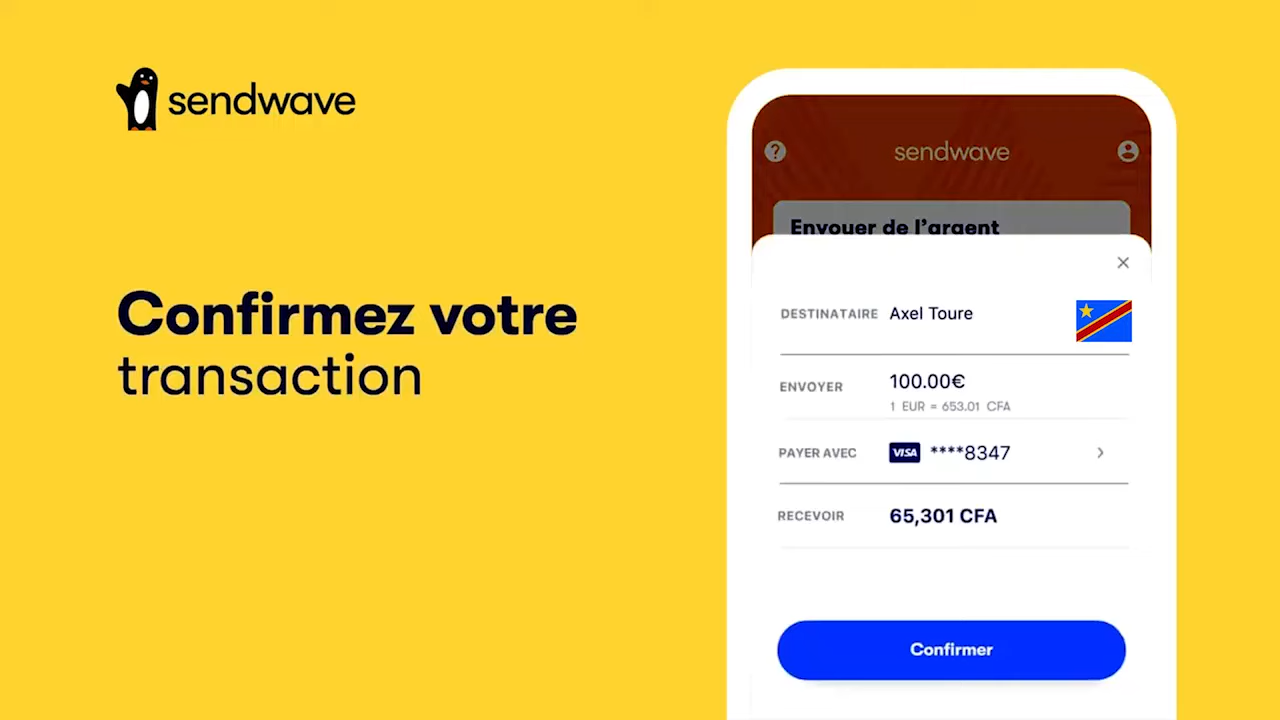 sendwave
Confirmez votre
transaction
?
sendwave
Envoyer de l'argent
DESTINATAIRE Axel Toure
ENVOYER 100.00€
1 EUR = 653.01 CFA
PAYER AVEC VISA ****8347
RECEVOIR 65,301 CFA
Confirmer